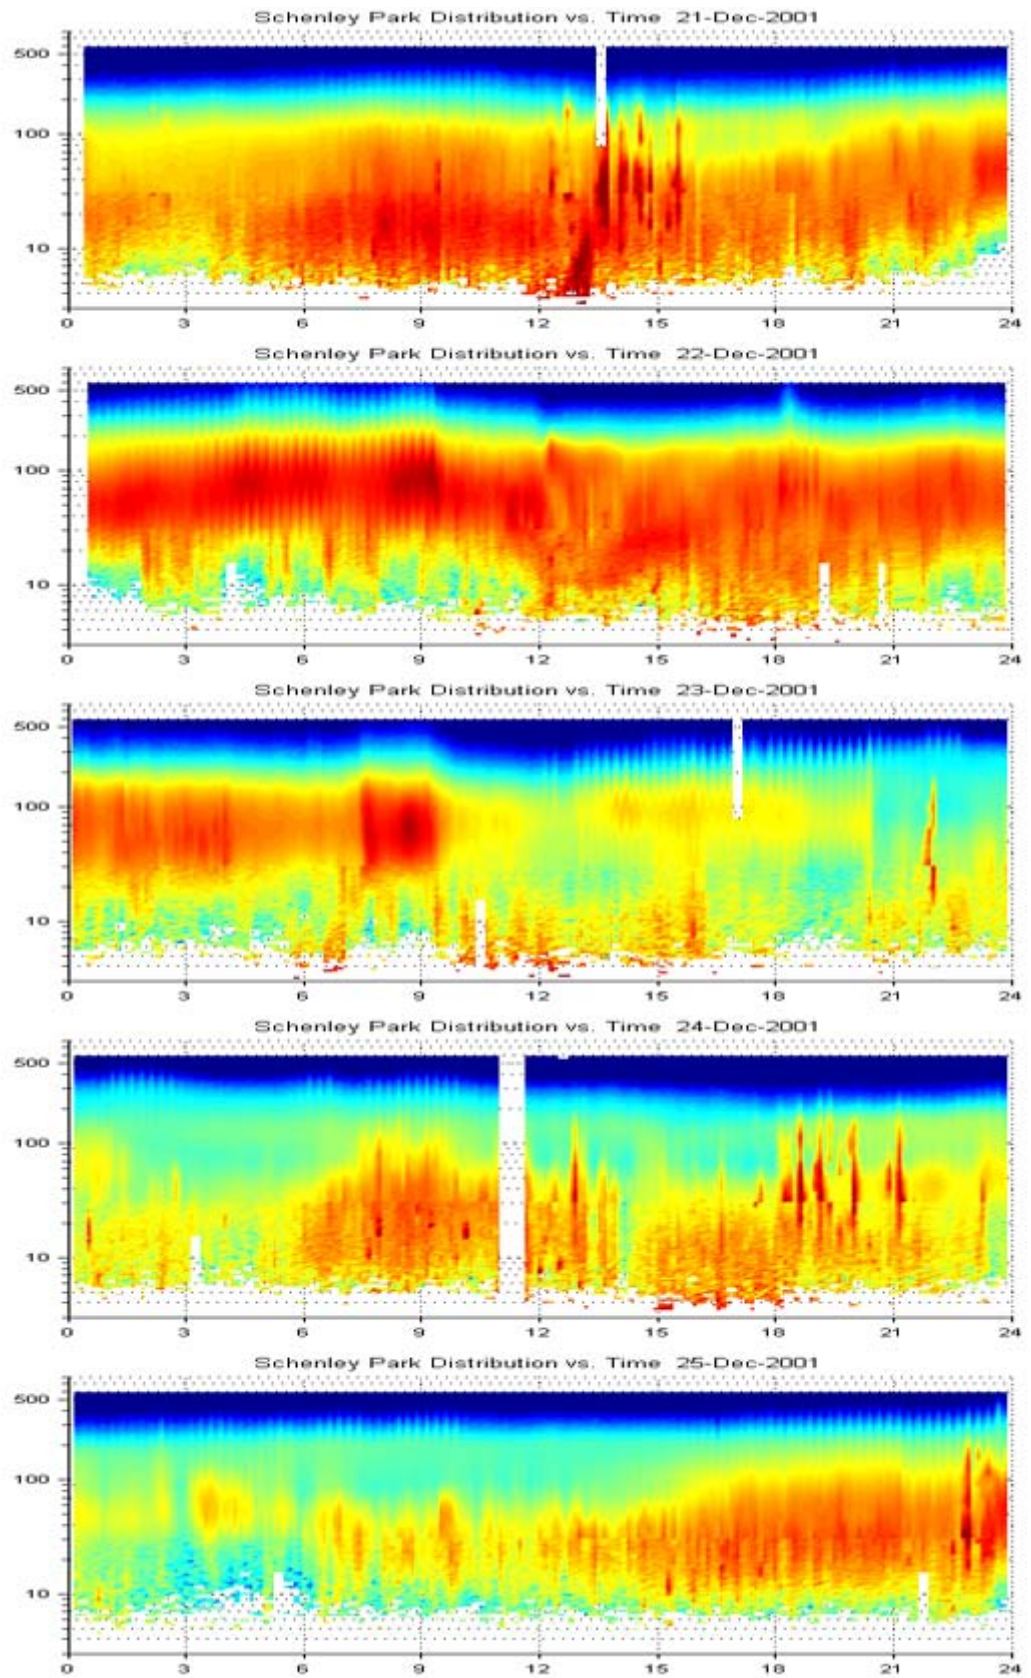 Schenley Park Distribution vs. Time 21-Dec-2001
500
100
10
0 3 6 9 12 15 18 21 24
Schenley Park Distribution vs. Time 22-Dec-2001
500
100
10
0 3 6 9 12 15 18 21 24
Schenley Park Distribution vs. Time 23-Dec-2001
500
100
10
0 3 6 9 12 15 18 21 24
Schenley Park Distribution vs. Time 24-Dec-2001
500
100
10
0 3 6 9 12 15 18 21 24
Schenley Park Distribution vs. Time 25-Dec-2001
500
100
10
0 3 6 9 12 15 18 21 24